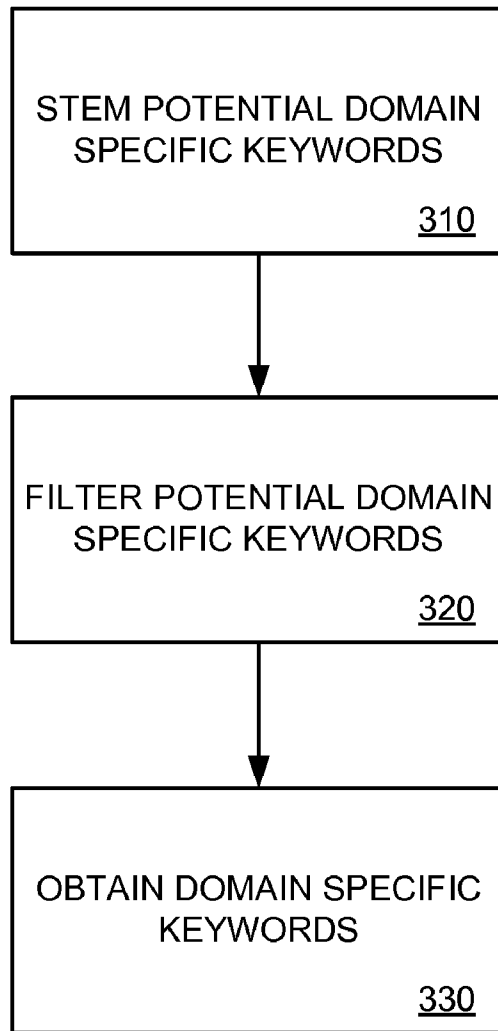 STEM POTENTIAL DOMAIN
SPECIFIC KEYWORDS
310
FILTER POTENTIAL DOMAIN
SPECIFIC KEYWORDS
320
OBTAIN DOMAIN SPECIFIC
KEYWORDS
330